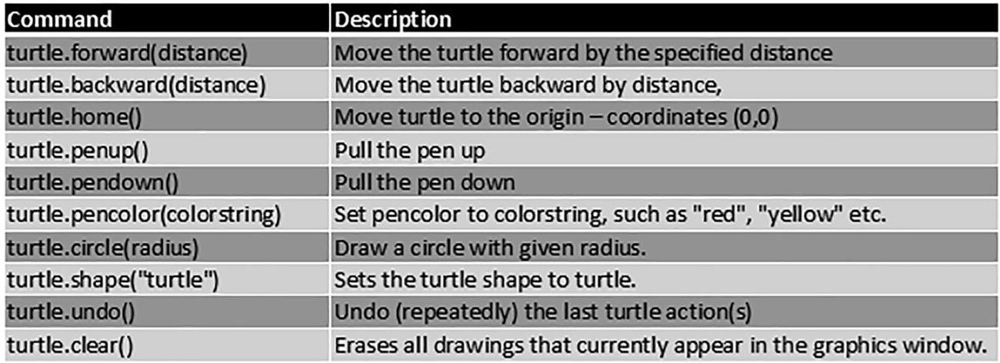 Command Description
turtle.forward(distance) Move the turtle forward by the specified distance
turtle.backward(distance) Move the turtle backward by distance,
turtle.home() Move turtle to the origin – coordinates (0,0)
turtle.penup() Pull the pen up
turtle.pendown() Pull the pen down
turtle.pencolor(colorstring) Set pencolor to colorstring, such as "red", "yellow" etc.
turtle.circle(radius) Draw a circle with given radius.
turtle.shape("turtle") Sets the turtle shape to turtle.
turtle.undo() Undo (repeatedly) the last turtle action(s)
turtle.clear() Erases all drawings that currently appear in the graphics window.